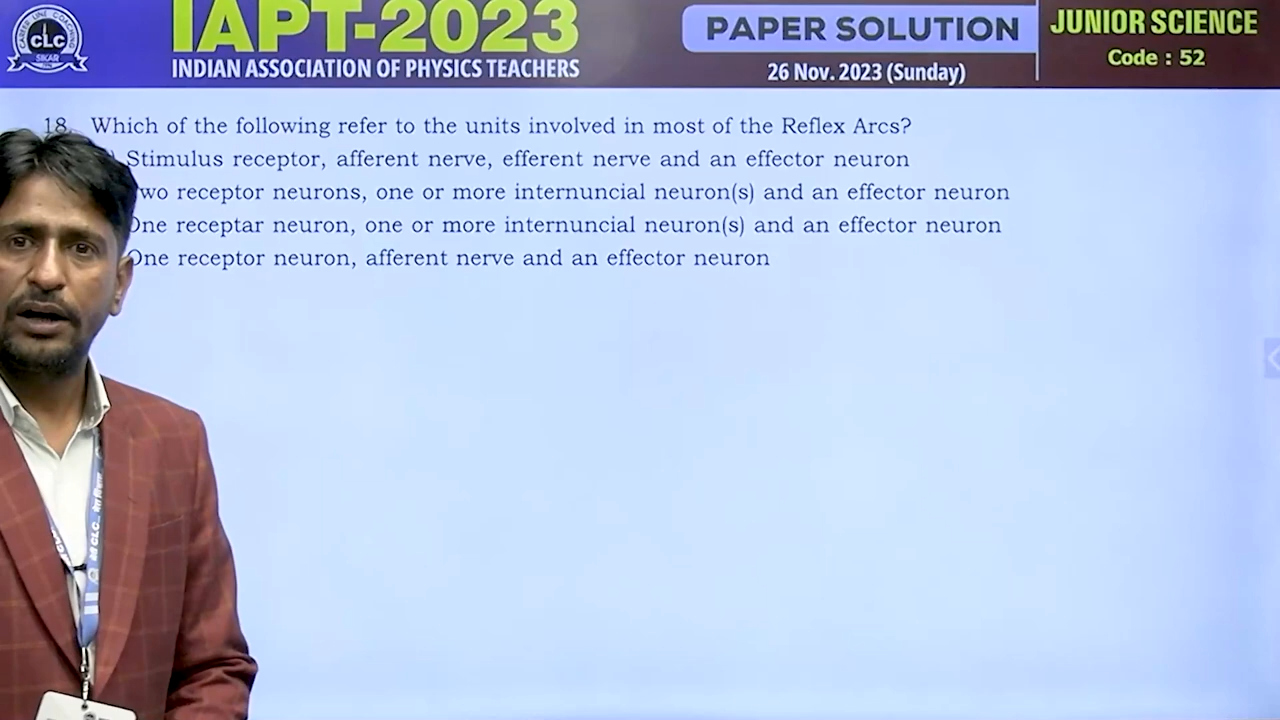 IAPT-2023
INDIAN ASSOCIATION OF PHYSICS TEACHERS
CLC
SIKAR
PAPER SOLUTION
26 Nov. 2023 (Sunday)
JUNIOR SCIENCE
Code : 52
18. Which of the following refer to the units involved in most of the Reflex Arcs?
Stimulus receptor, afferent nerve, efferent nerve and an effector neuron
Two receptor neurons, one or more internuncial neuron(s) and an effector neuron
One receptar neuron, one or more internuncial neuron(s) and an effector neuron
One receptor neuron, afferent nerve and an effector neuron
CLC